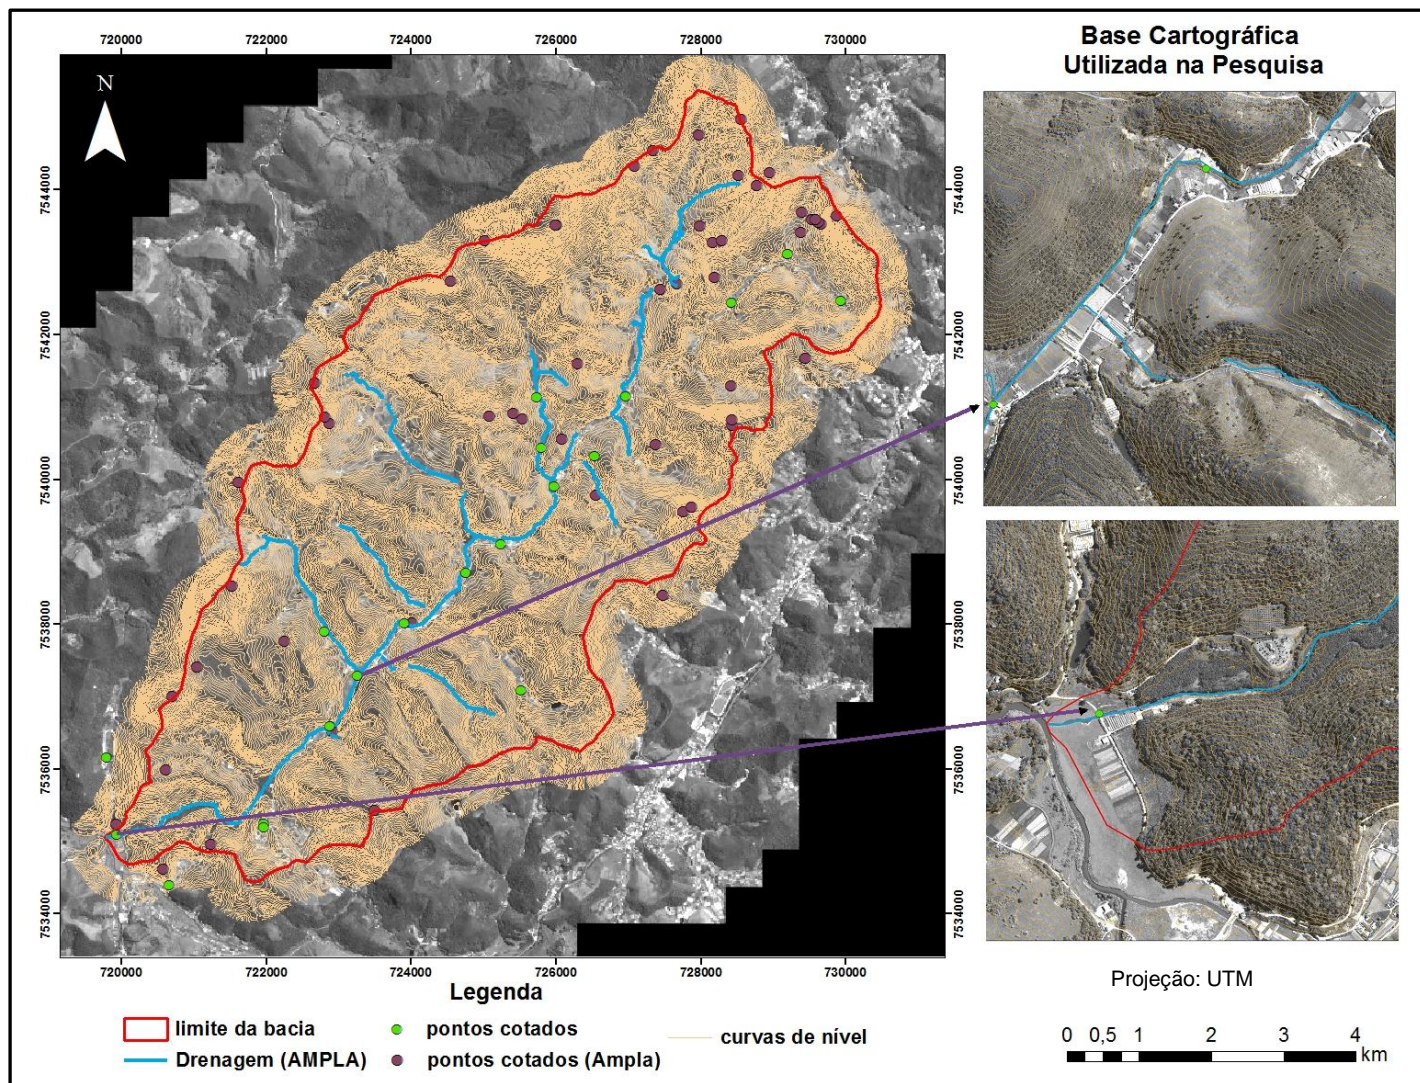 Base Cartográfica
Utilizada na Pesquisa
720000 722000 724000 726000 728000 730000
N
7544000 7544000
7542000 7542000
7540000 7540000
7538000 7538000
7536000 7536000
7534000 7534000
720000 722000 724000 726000 728000 730000
Projeção: UTM
Legenda
limite da bacia
pontos cotados
curvas de nível
Drenagem (AMPLA)
pontos cotados (Ampla)
0 0,5 1 2 3 4
km